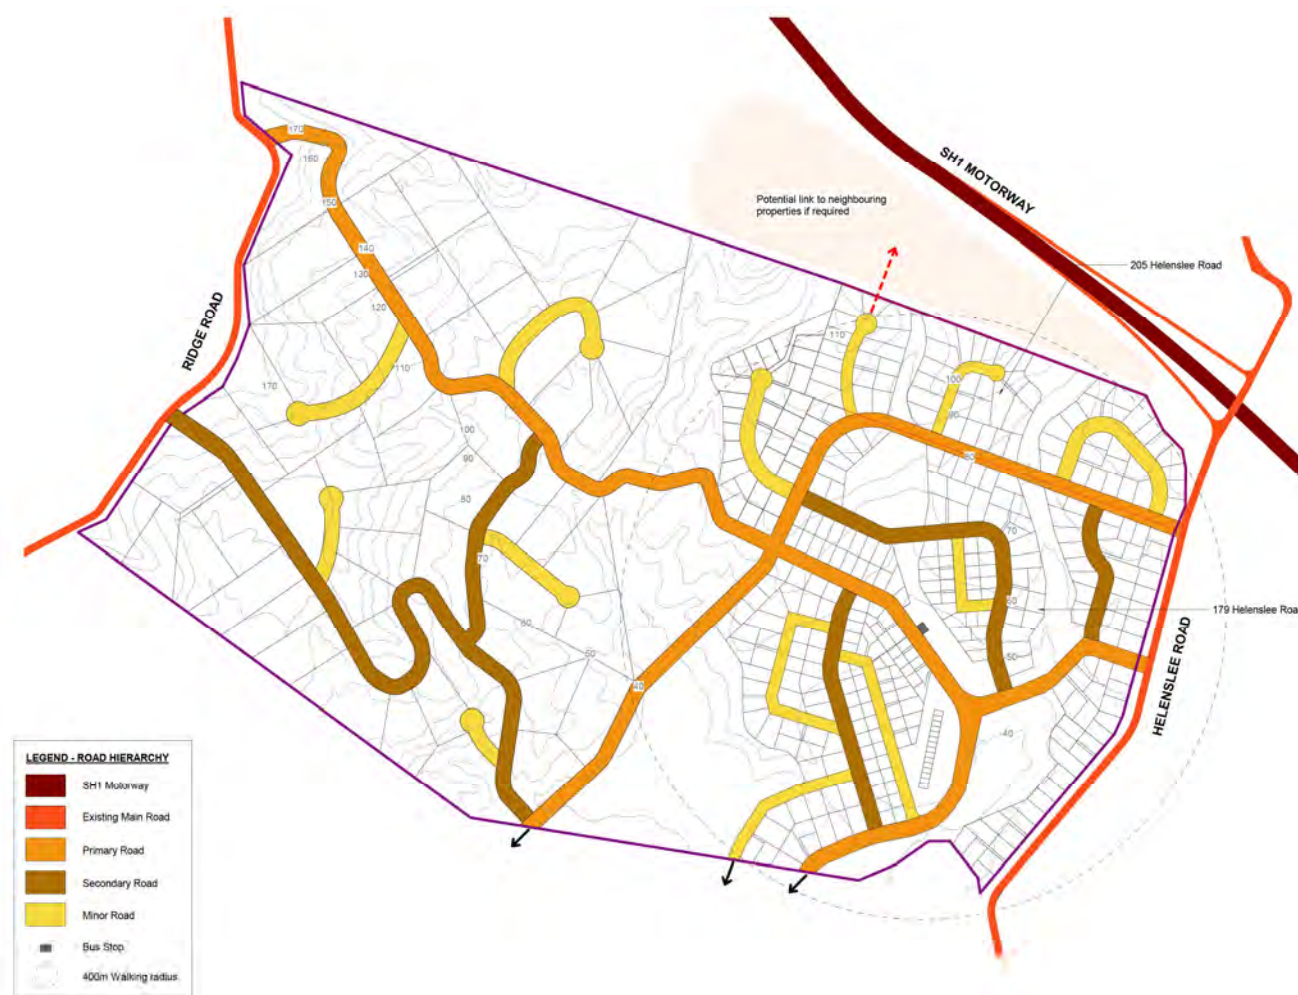 SH1 MOTORWAY
Potential link to neighbouring
properties if required
205 Helenslee Road
RIDGE ROAD
170
160
150
140
130
120
110
170
100
90
80
70
60
50
40
110
100
90
80
70
60
50
40
179 Helenslee Roa
HELENSLEE ROAD
LEGEND - ROAD HIERARCHY
SH1 Motorway
Existing Main Road
Primary Road
Secondary Road
Minor Road
Bus Stop
400m Walking radius